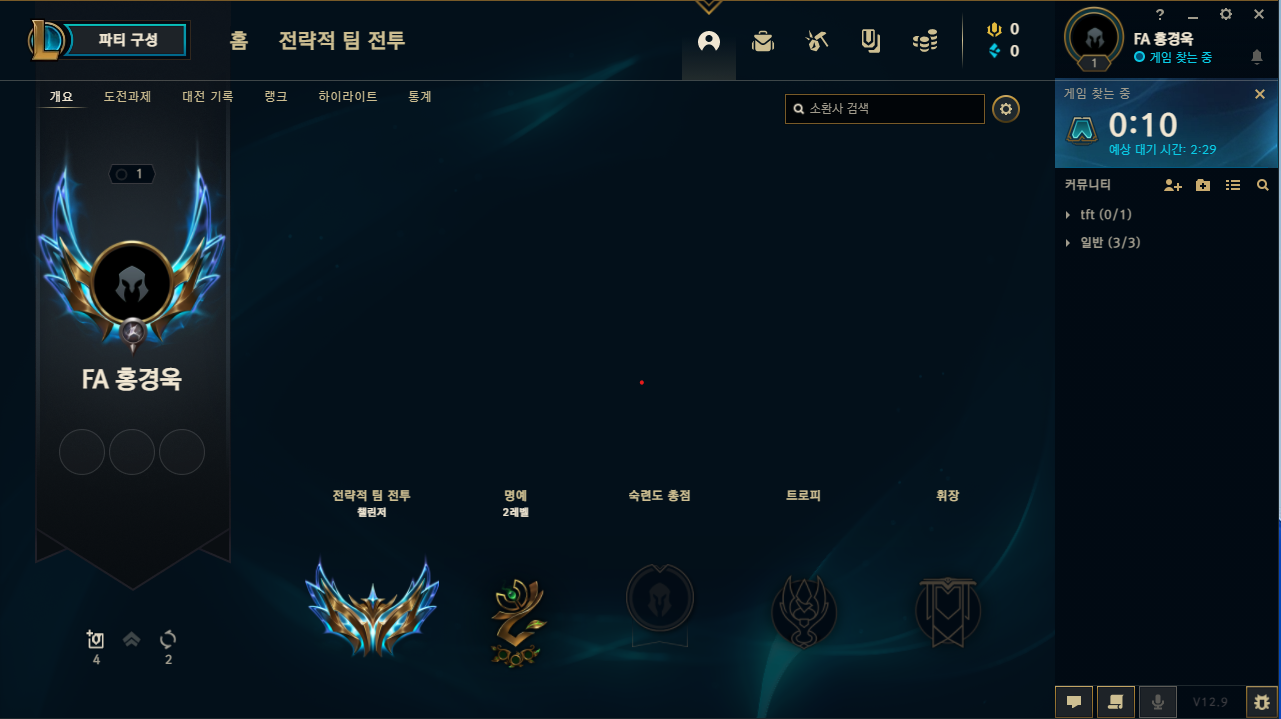 파티 구성
홈
전략적 팀 전투
0
0
?
FA 홍경욱
게임 찾는 중
1
개요
도전과제
대전 기록
랭크
하이라이트
통계
소환사 검색
게임 찾는 중
0:10
예상 대기 시간: 2:29
커뮤니티
tft (0/1)
일반 (3/3)
1
FA 홍경욱
전략적 팀 전투
챌린저
명예
2레벨
숙련도 총점
트로피
휘장
4
2
V12.9